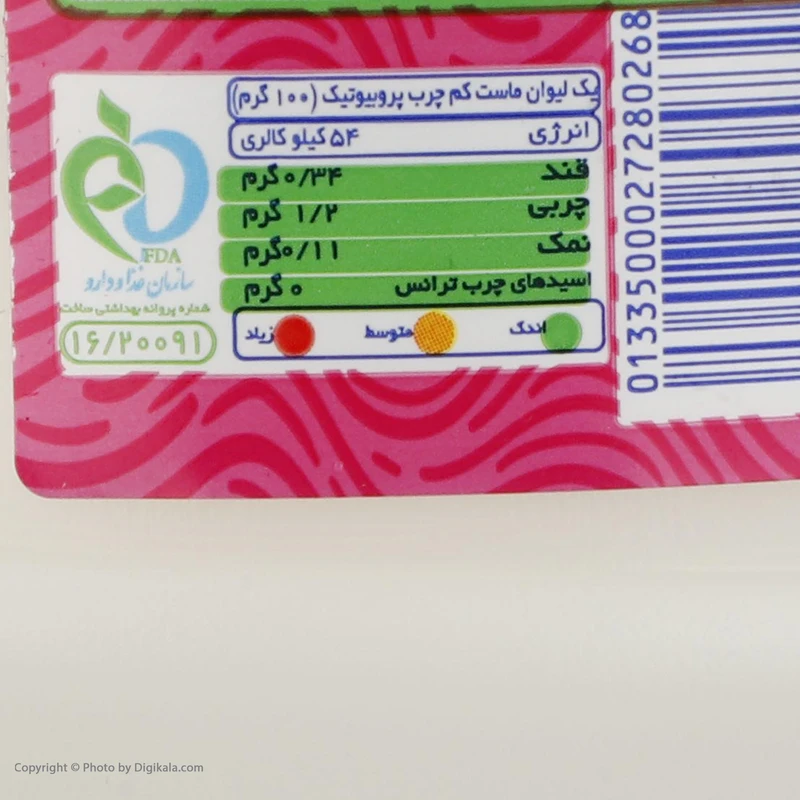 یک لیوان ماست کم چرب پروبیوتیک (۱۰۰ گرم)
انرژی ۵۴ کیلو کالری
قند ۰/۳۴ گرم
چربی ۱/۲ گرم
نمک ۰/۱۱ گرم
اسیدهای چرب ترانس ۰ گرم
اندک متوسط زیاد
FDA
سازمان غذا و دارو
شماره پروانه بهداشتی ساخت
۱۶/۲۰۰۹۱
0133500027280268
Copyright © Photo by Digikala.com